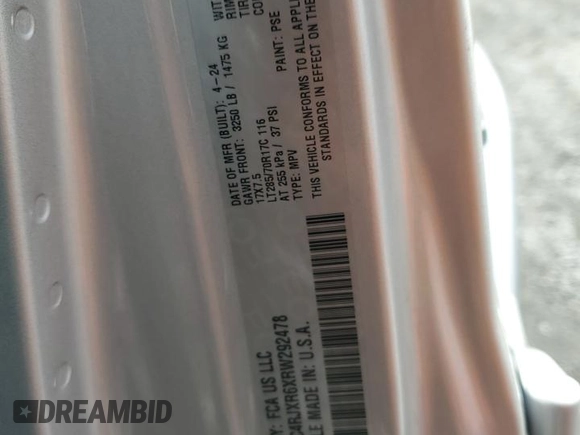 Y: FCA US LLC
DATE OF MFR (BUILT): 4-24
GAWR FRONT: 3250 LB / 1475 KG
17X7.5
LT285/70R17C 116
AT 255 kPa / 37 PSI
TYPE: MPV
PAINT: PSE
THIS VEHICLE CONFORMS TO ALL APPL
STANDARDS IN EFFECT ON THE
WIT
RIM
TIR
CO
C4RJXR6XRW292478
LE MADE IN: U.S.A.
DREAMBID